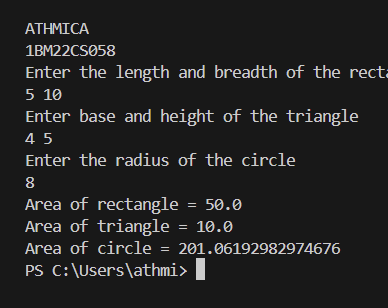 ATHMICA
1BM22CS058
Enter the length and breadth of the
5 10
Enter base and height of the triangle
4 5
Enter the radius of the circle
8
Area of rectangle = 50.0
Area of triangle = 10.0
Area of circle = 201.06192982974676
PS C:\Users\athmi>